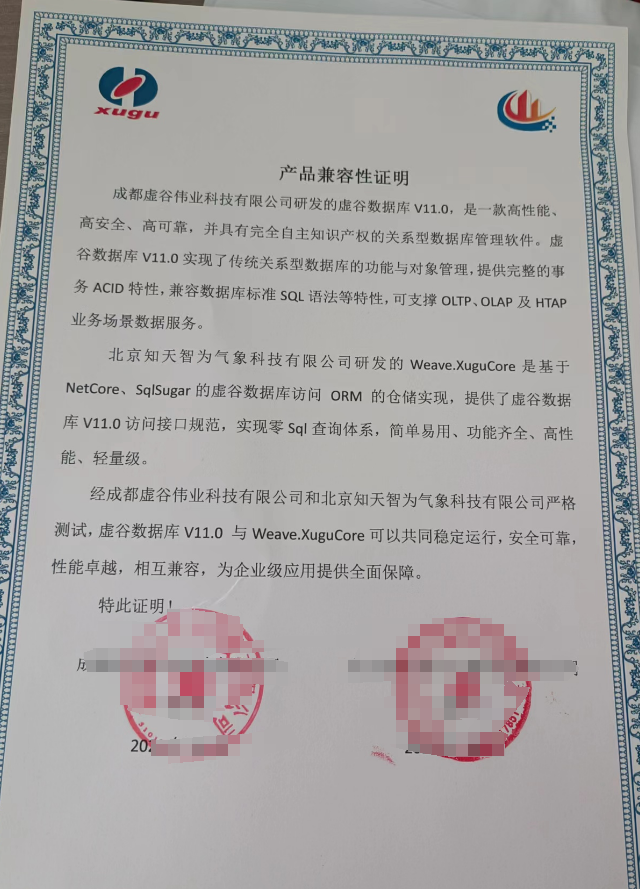 xugu
产品兼容性证明
成都虚谷伟业科技有限公司研发的虚谷数据库 V11.0，是一款高性能、
高安全、高可靠，并具有完全自主知识产权的关系型数据库管理软件。虚
谷数据库 V11.0 实现了传统关系型数据库的功能与对象管理，提供完整的事
务 ACID 特性，兼容数据库标准 SQL 语法等特性，可支撑 OLTP、OLAP 及 HTAP
业务场景数据服务。
北京知天智为气象科技有限公司研发的 Weave.XuguCore 是基于
NetCore、SqlSugar 的虚谷数据库访问 ORM 的仓储实现，提供了虚谷数据
库 V11.0 访问接口规范，实现零 Sql 查询体系，简单易用、功能齐全、高性
能、轻量级。
经成都虚谷伟业科技有限公司和北京知天智为气象科技有限公司严格
测试，虚谷数据库 V11.0 与 Weave.XuguCore 可以共同稳定运行，安全可靠，
性能卓越，相互兼容，为企业级应用提供全面保障。
特此证明！
成
202